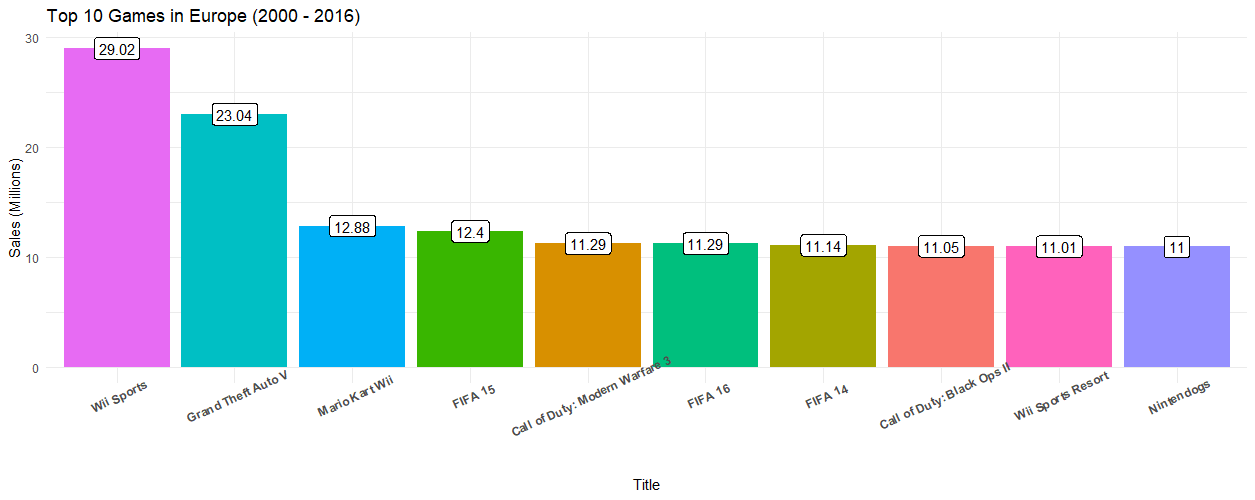 Top 10 Games in Europe (2000 - 2016)
Sales (Millions)
30
20
10
0
29.02
23.04
12.88
12.4
11.29
11.29
11.14
11.05
11.01
11
Wii Sports
Grand Theft Auto V
Mario Kart Wii
FIFA 15
Call of Duty: Modern Warfare 3
FIFA 16
FIFA 14
Call of Duty: Black Ops II
Wii Sports Resort
Nintendogs
Title